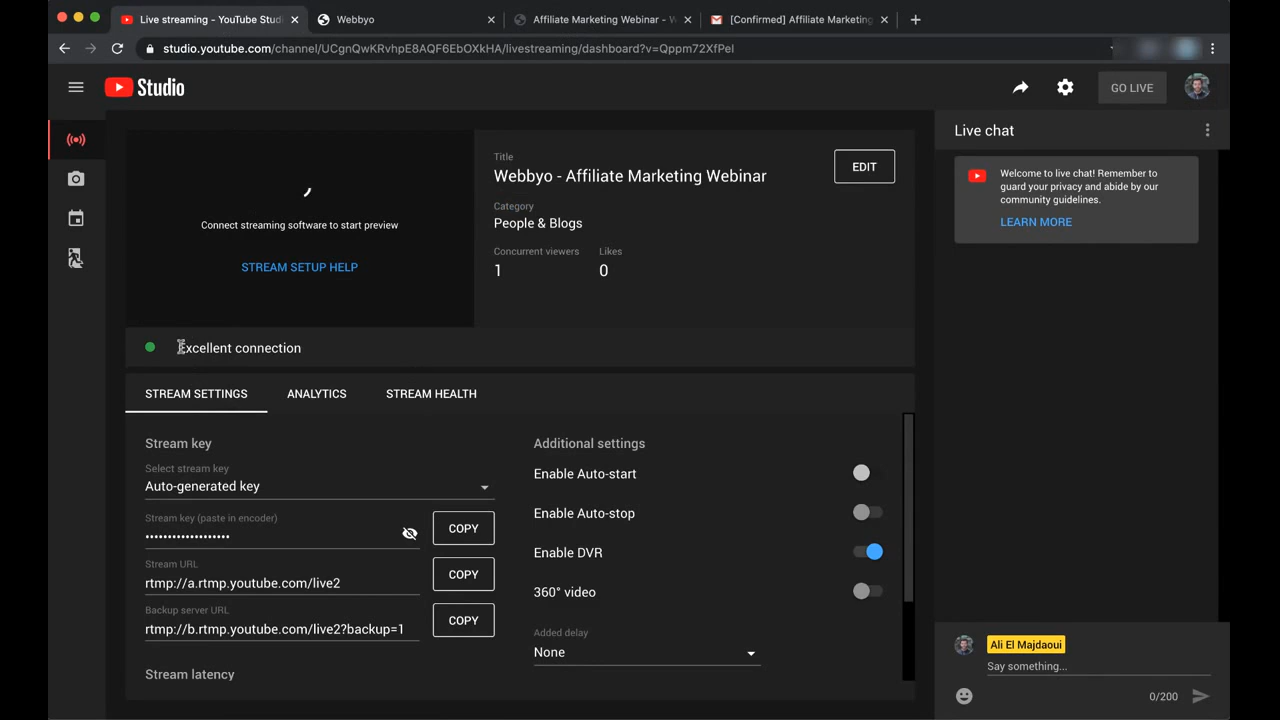 Live streaming - YouTube Studi
Webbyo
Affiliate Marketing Webinar - W
[Confirmed] Affiliate Marketing
studio.youtube.com/channel/UCgnQwKRvhpE8AQF6EbOXkHA/livestreaming/dashboard?v=Qppm72XfPeI
Studio
GO LIVE
Connect streaming software to start preview
STREAM SETUP HELP
Title
Webbyo - Affiliate Marketing Webinar
EDIT
Category
People & Blogs
Concurrent viewers
Likes
1
0
Excellent connection
STREAM SETTINGS
ANALYTICS
STREAM HEALTH
Stream key
Select stream key
Auto-generated key
Stream key (paste in encoder)
•••••••••••••••••••
COPY
Stream URL
rtmp://a.rtmp.youtube.com/live2
COPY
Backup server URL
rtmp://b.rtmp.youtube.com/live2?backup=1
COPY
Stream latency
Additional settings
Enable Auto-start
Enable Auto-stop
Enable DVR
360° video
Added delay
None
Live chat
Welcome to live chat! Remember to
guard your privacy and abide by our
community guidelines.
LEARN MORE
Ali El Majdaoui
Say something...
0/200